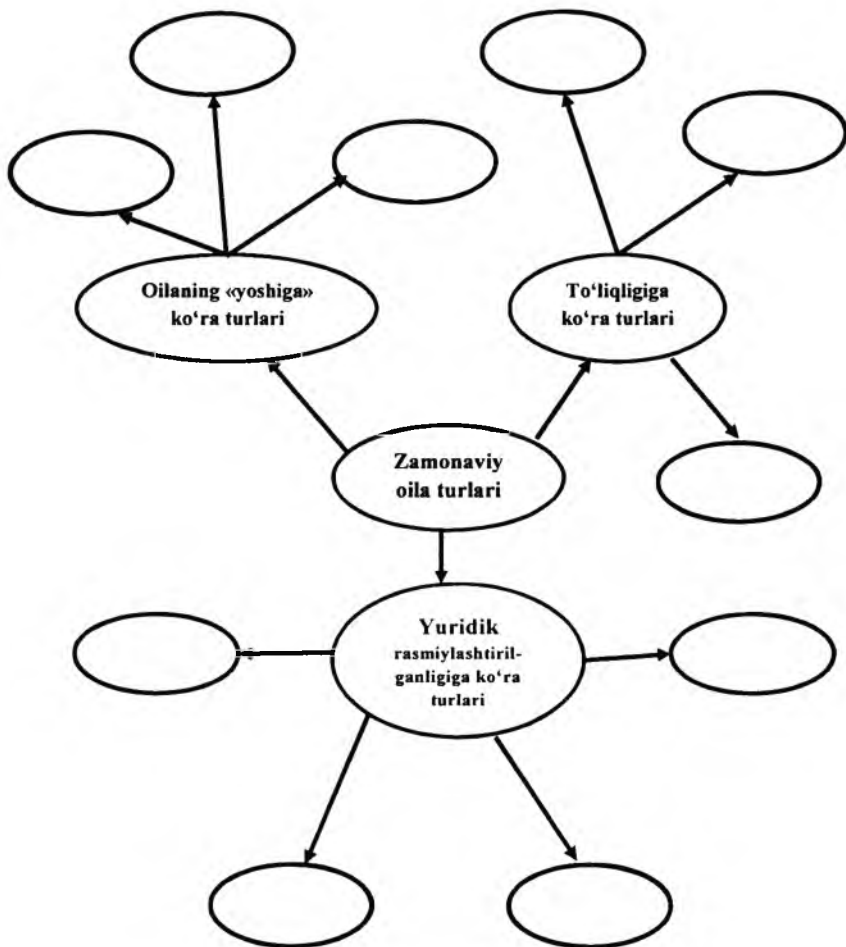 Oilaning «yoshiga»
ko‘ra turlari
To‘liqligiga
ko‘ra turlari
Zamonaviy
oila turlari
Yuridik
rasmiylashtiril-
ganligiga ko‘ra
turlari